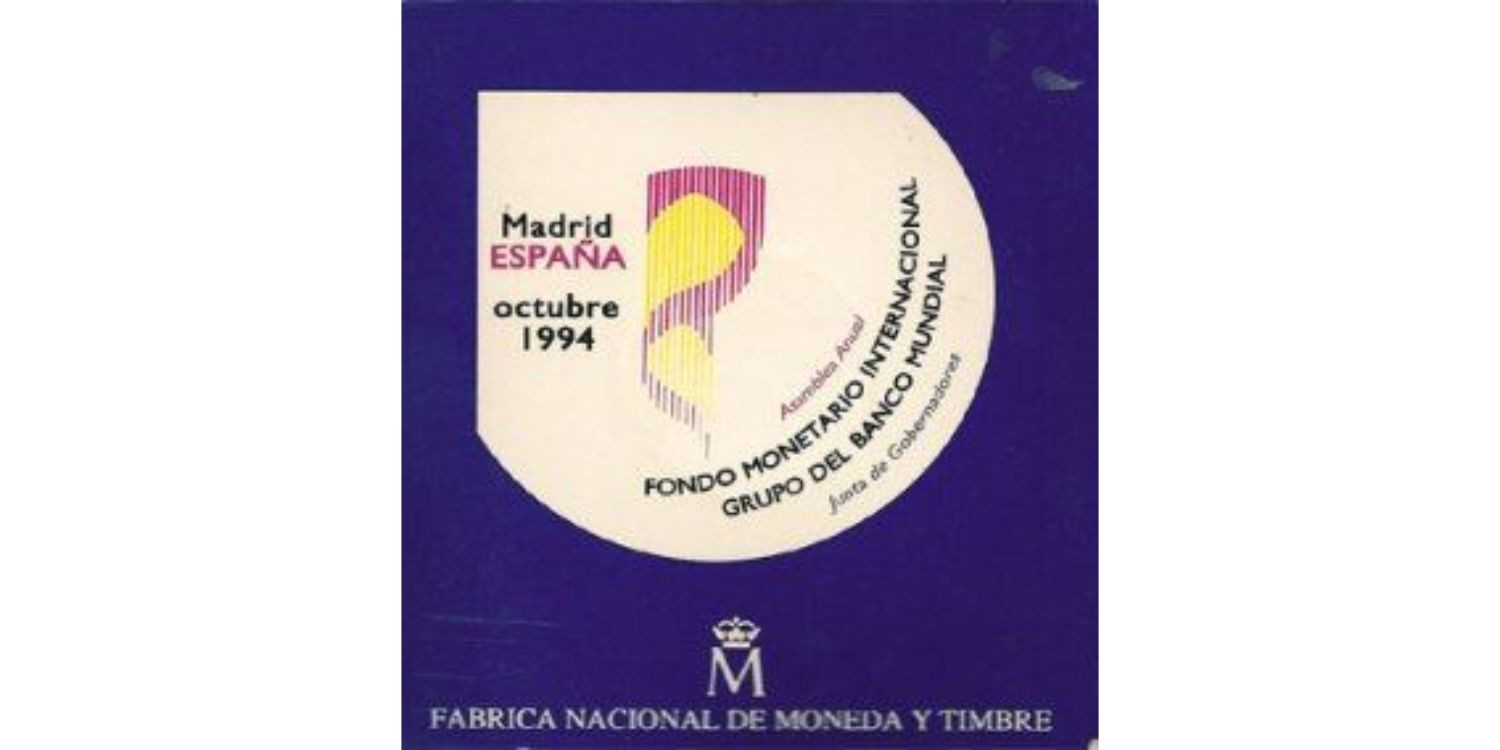 Madrid
ESPAÑA
octubre
1994
Asamblea Anual
FONDO MONETARIO INTERNACIONAL
GRUPO DEL BANCO MUNDIAL
Junta de Gobernadores
M
FABRICA NACIONAL DE MONEDA Y TIMBRE